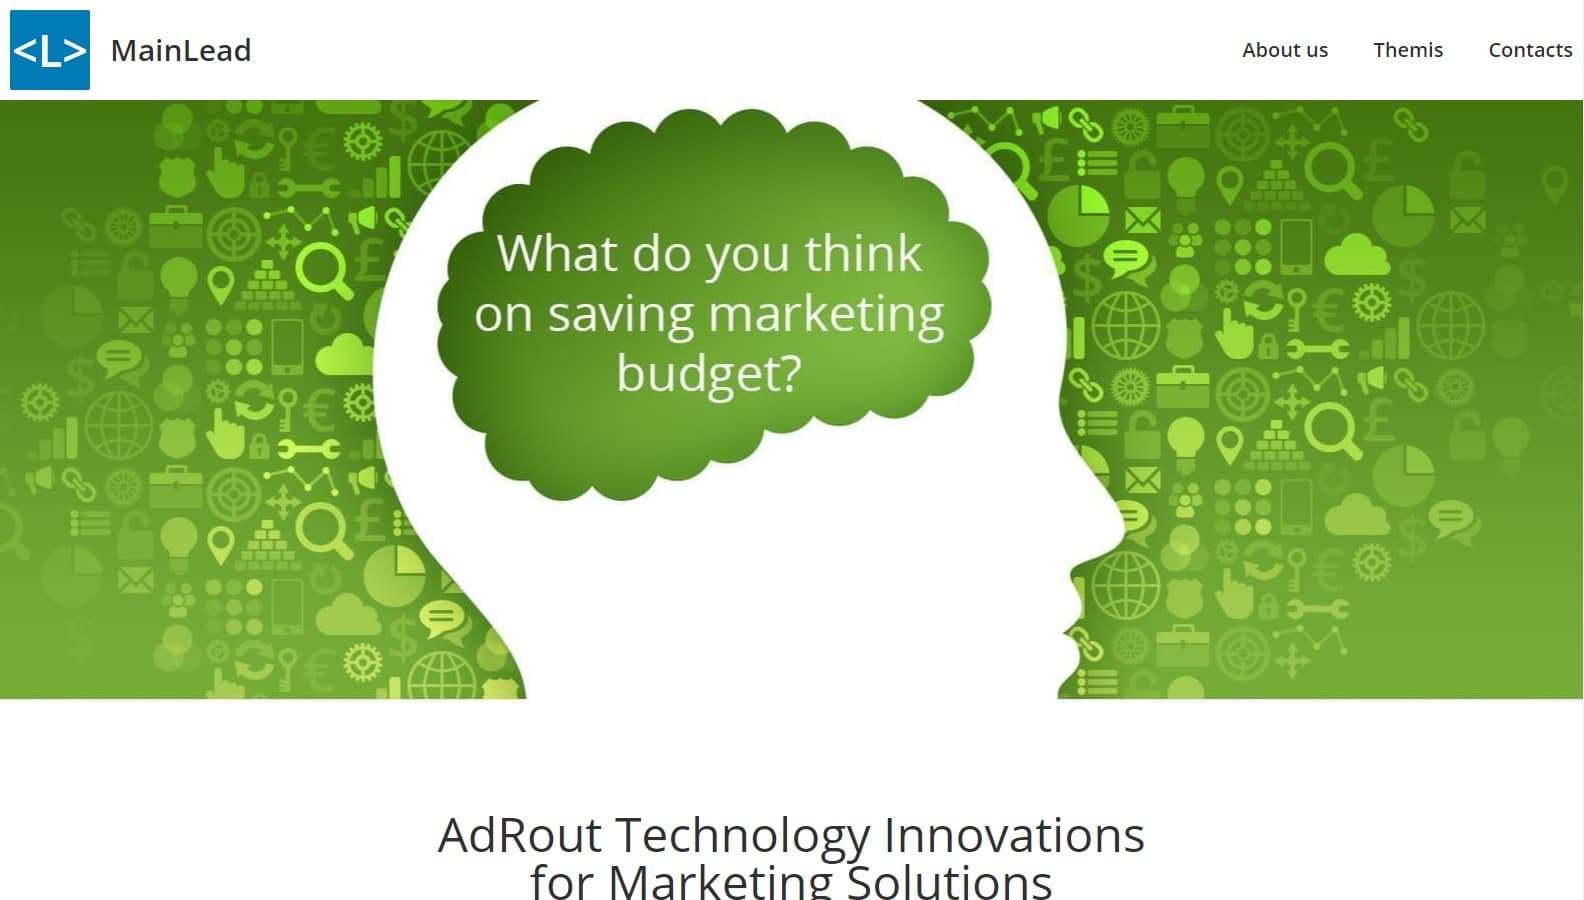 <L>
MainLead
About us
Themis
Contacts
What do you think
on saving marketing
budget?
AdRout Technology Innovations
for Marketing Solutions